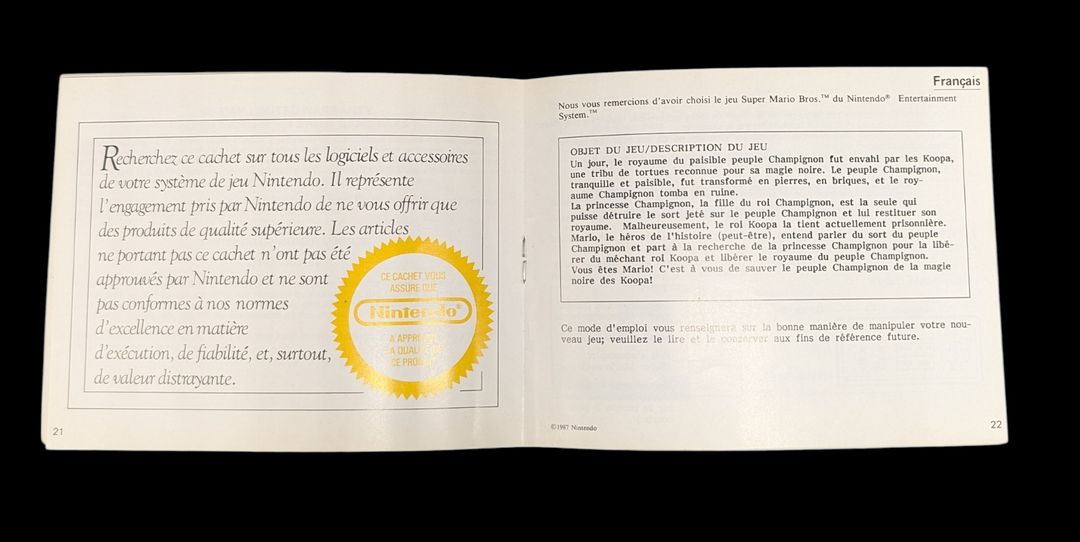 Recherchez ce cachet sur tous les logiciels et accessoires
de votre système de jeu Nintendo. Il représente
l'engagement pris par Nintendo de ne vous offrir que
des produits de qualité supérieure. Les articles
ne portant pas ce cachet n'ont pas été
approuvés par Nintendo et ne sont
pas conformes à nos normes
d'excellence en matière
d'exécution, de fiabilité, et, surtout,
de valeur distrayante.
CE CACHET VOUS
ASSURE QUE
Nintendo®
A APPROUVÉ
LA QUALITÉ DE
CE PRODUIT
21
Français
Nous vous remercions d'avoir choisi le jeu Super Mario Bros.™ du Nintendo® Entertainment
System.™
OBJET DU JEU/DESCRIPTION DU JEU
Un jour, le royaume du paisible peuple Champignon fut envahi par les Koopa,
une tribu de tortues reconnue pour sa magie noire. Le peuple Champignon,
tranquille et paisible, fut transformé en pierres, en briques, et le roy-
aume Champignon tomba en ruine.
La princesse Champignon, la fille du roi Champignon, est la seule qui
puisse détruire le sort jeté sur le peuple Champignon et lui restituer son
royaume. Malheureusement, le roi Koopa la tient actuellement prisonnière.
Mario, le héros de l'histoire (peut-être), entend parler du sort du peuple
Champignon et part à la recherche de la princesse Champignon pour la libé-
rer du méchant roi Koopa et libérer le royaume du peuple Champignon.
Vous êtes Mario! C'est à vous de sauver le peuple Champignon de la magie
noire des Koopa!
Ce mode d'emploi vous renseignera sur la bonne manière de manipuler votre nou-
veau jeu; veuillez le lire et le conserver aux fins de référence future.
©1987 Nintendo
22